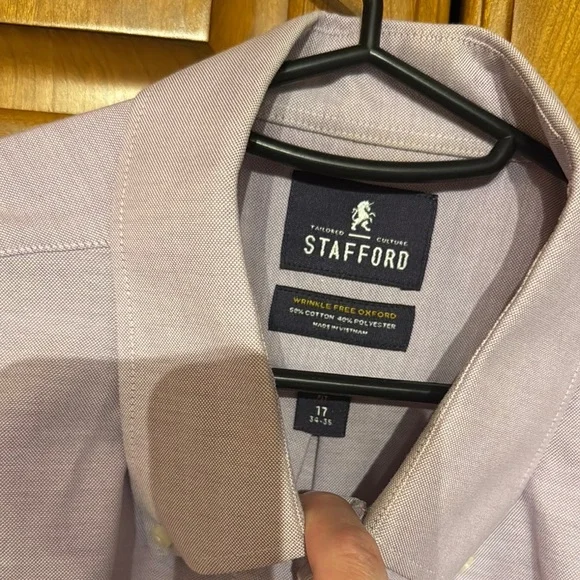 TAILORED CULTURE
STAFFORD
WRINKLE FREE OXFORD
60% COTTON 40% POLYESTER
MADE IN VIETNAM
17
34-35